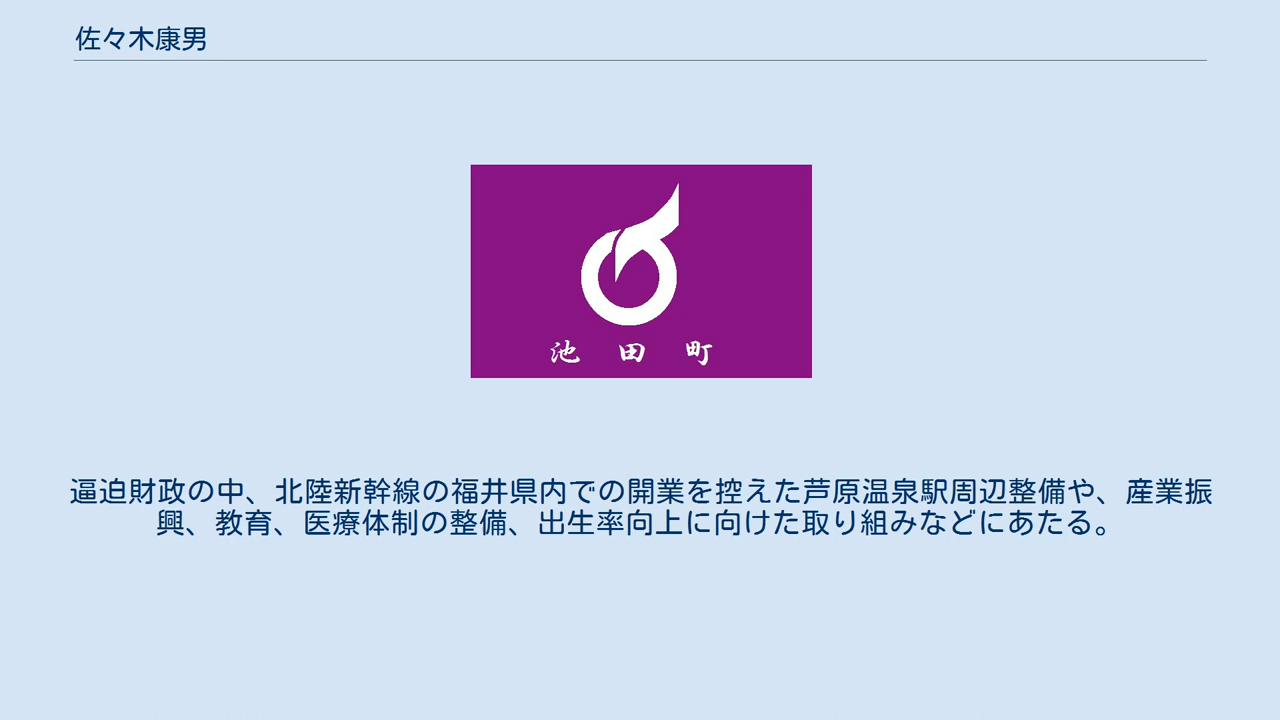 佐々木康男
池田町
逼迫財政の中、北陸新幹線の福井県内での開業を控えた芦原温泉駅周辺整備や、産業振
興、教育、医療体制の整備、出生率向上に向けた取り組みなどにあたる。